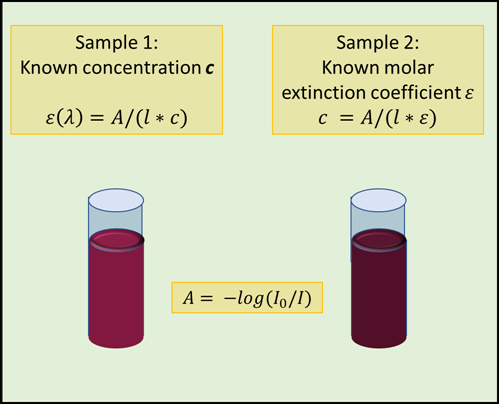 Sample 1:
Known concentration c
ε(λ) = A/(l * c)
Sample 2:
Known molar
extinction coefficient ε
c = A/(l * ε)
A = −log(I₀/I)